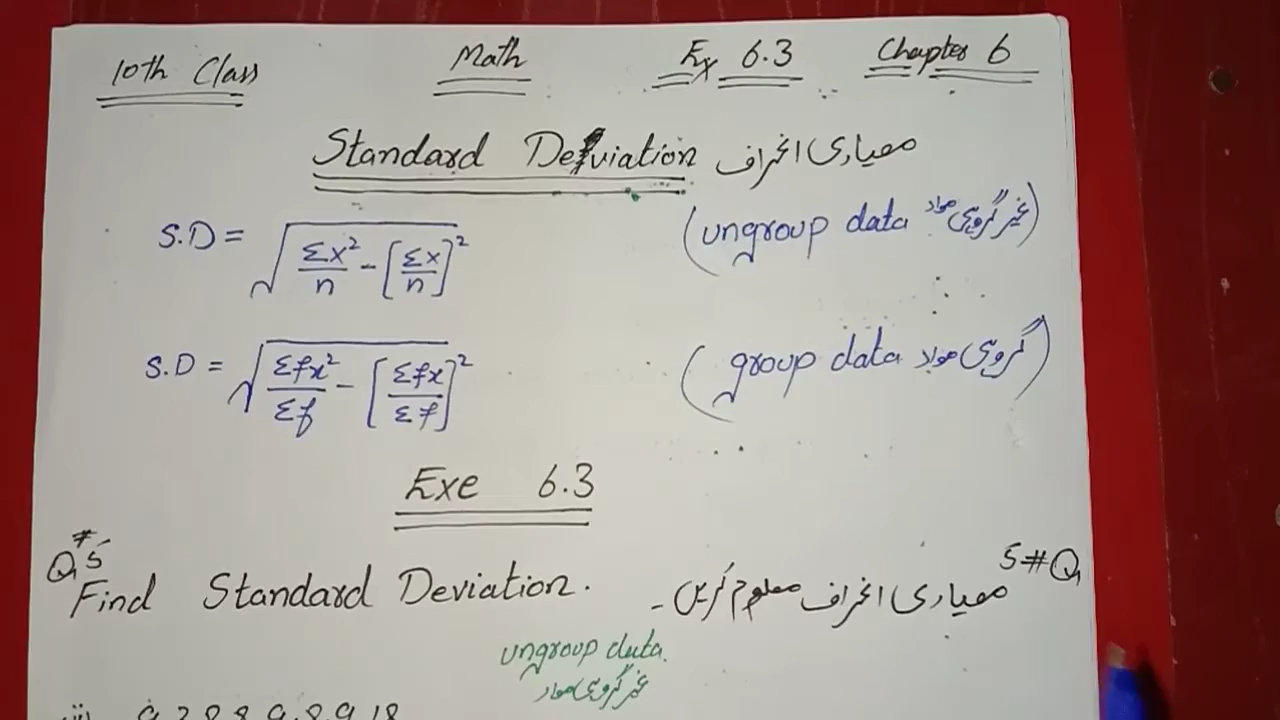 10th Class Math Ex 6.3 Chapter 6
Standard Deviation معیاری انحراف
S.D = √(Σx²/n - [Σx/n]²) (ungroup data غیر گروہی مواد)
S.D = √(Σfx²/Σf - [Σfx/Σf]²) (group data گروہی مواد)
Exe 6.3
Q#5 Q#5
Find Standard Deviation. معیاری انحراف معلوم کریں۔
ungroup data.
غیر گروہی مواد